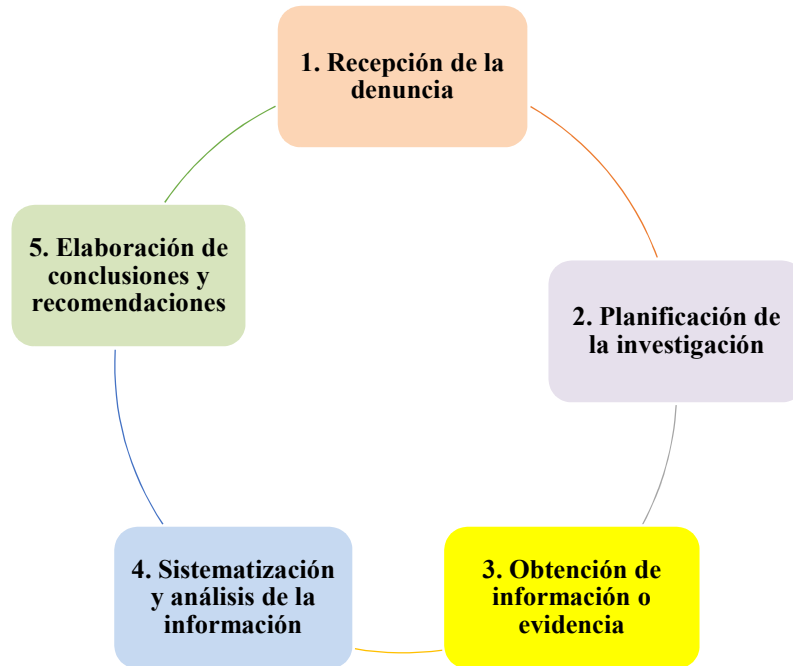 1. Recepción de la
denuncia
2. Planificación de
la investigación
3. Obtención de
información o
evidencia
4. Sistematización
y análisis de la
información
5. Elaboración de
conclusiones y
recomendaciones